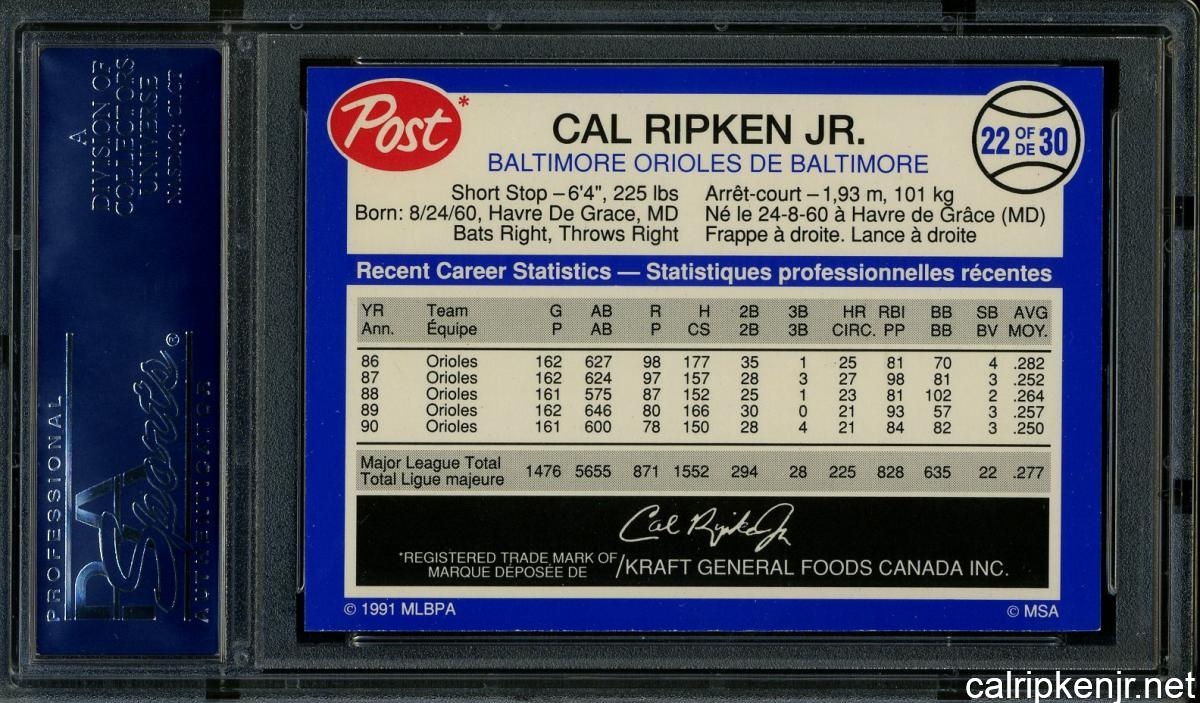 A
DIVISION OF
COLLECTORS
UNIVERSE
NASDAQ: CLCT
PROFESSIONAL
PSA
Sports®
AUTHENTICATOR
Post*
CAL RIPKEN JR.
22 OF DE 30
BALTIMORE ORIOLES DE BALTIMORE
Short Stop – 6'4", 225 lbs Arrêt-court – 1,93 m, 101 kg
Born: 8/24/60, Havre De Grace, MD Né le 24-8-60 à Havre de Grâce (MD)
Bats Right, Throws Right Frappe à droite. Lance à droite
Recent Career Statistics — Statistiques professionnelles récentes
YR Team G AB R H 2B 3B HR RBI BB SB AVG
Ann. Équipe P AB P CS 2B 3B CIRC. PP BB BV MOY.
86 Orioles 162 627 98 177 35 1 25 81 70 4 .282
87 Orioles 162 624 97 157 28 3 27 98 81 3 .252
88 Orioles 161 575 87 152 25 1 23 81 102 2 .264
89 Orioles 162 646 80 166 30 0 21 93 57 3 .257
90 Orioles 161 600 78 150 28 4 21 84 82 3 .250
Major League Total 1476 5655 871 1552 294 28 225 828 635 22 .277
Total Ligue majeure
Cal Ripken Jr
*REGISTERED TRADE MARK OF/KRAFT GENERAL FOODS CANADA INC.
MARQUE DÉPOSÉE DE
© 1991 MLBPA © MSA
calripkenjr.net